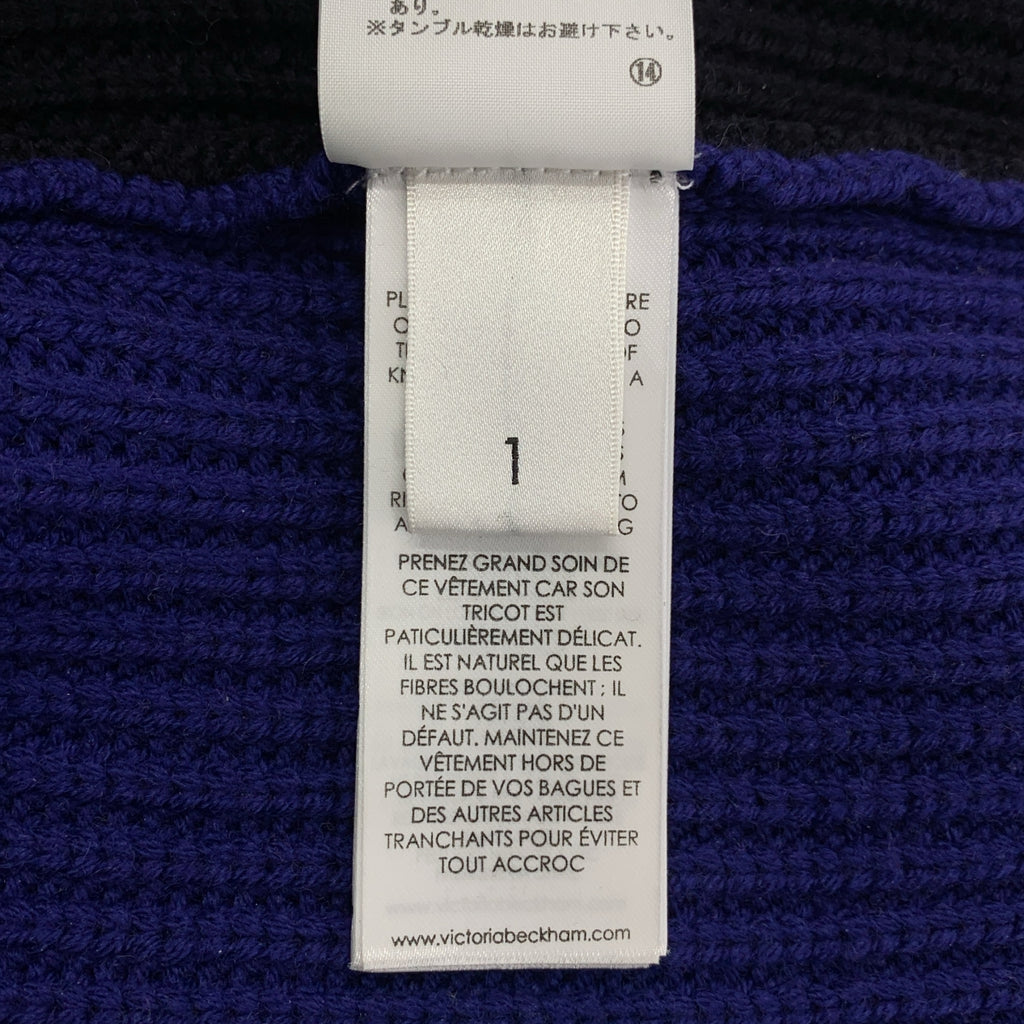 あり。
※タンブル乾燥はお避け下さい。
⑭
RE
O
OF
A
1
PRENEZ GRAND SOIN DE
CE VÊTEMENT CAR SON
TRICOT EST
PATICULIÈREMENT DÉLICAT.
IL EST NATUREL QUE LES
FIBRES BOULOCHENT ; IL
NE S'AGIT PAS D'UN
DÉFAUT. MAINTENEZ CE
VÊTEMENT HORS DE
PORTÉE DE VOS BAGUES ET
DES AUTRES ARTICLES
TRANCHANTS POUR ÉVITER
TOUT ACCROC
www.victoriabeckham.com